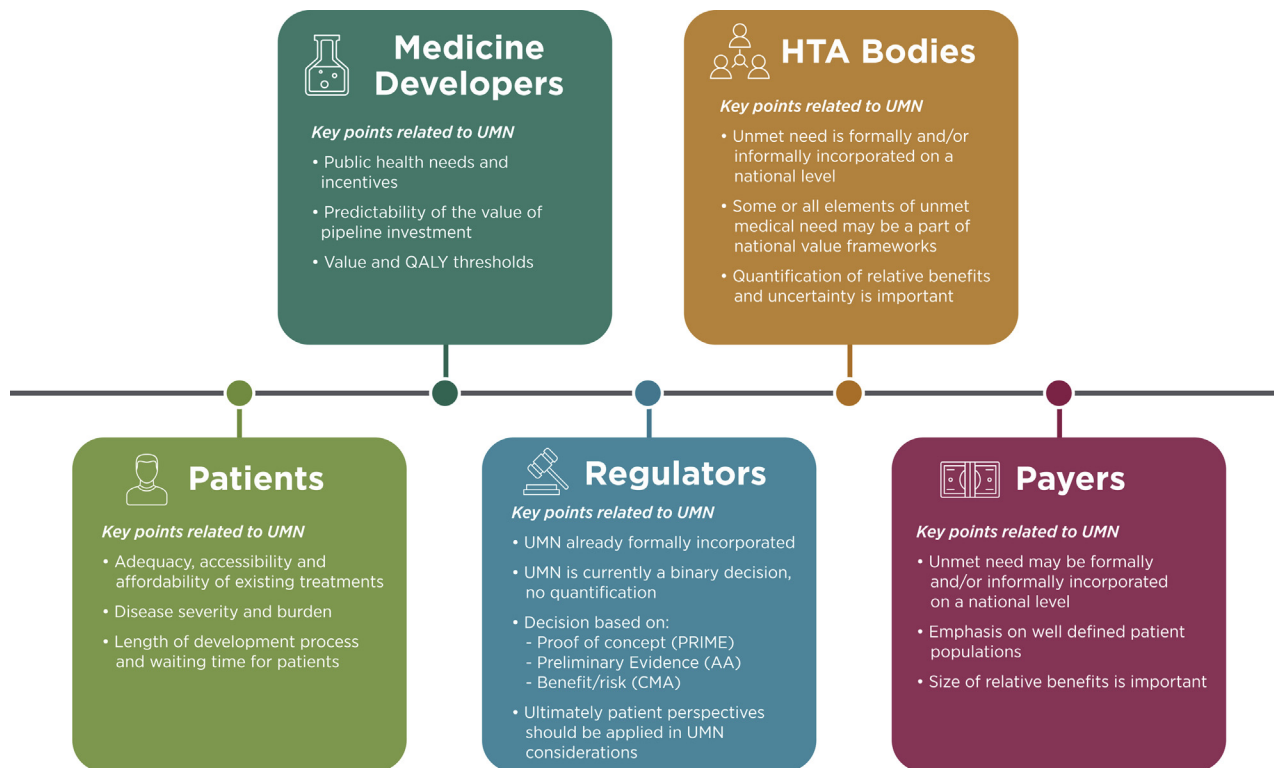 Medicine
Developers
Key points related to UMN
• Public health needs and
incentives
• Predictability of the value of
pipeline investment
• Value and QALY thresholds
HTA Bodies
Key points related to UMN
• Unmet need is formally and/or
informally incorporated on a
national level
• Some or all elements of unmet
medical need may be a part of
national value frameworks
• Quantification of relative benefits
and uncertainty is important
Patients
Key points related to UMN
• Adequacy, accessibility and
affordability of existing treatments
• Disease severity and burden
• Length of development process
and waiting time for patients
Regulators
Key points related to UMN
• UMN already formally incorporated
• UMN is currently a binary decision,
no quantification
• Decision based on:
- Proof of concept (PRIME)
- Preliminary Evidence (AA)
- Benefit/risk (CMA)
• Ultimately patient perspectives
should be applied in UMN
considerations
Payers
Key points related to UMN
• Unmet need may be formally
and/or informally incorporated
on a national level
• Emphasis on well defined patient
populations
• Size of relative benefits is important